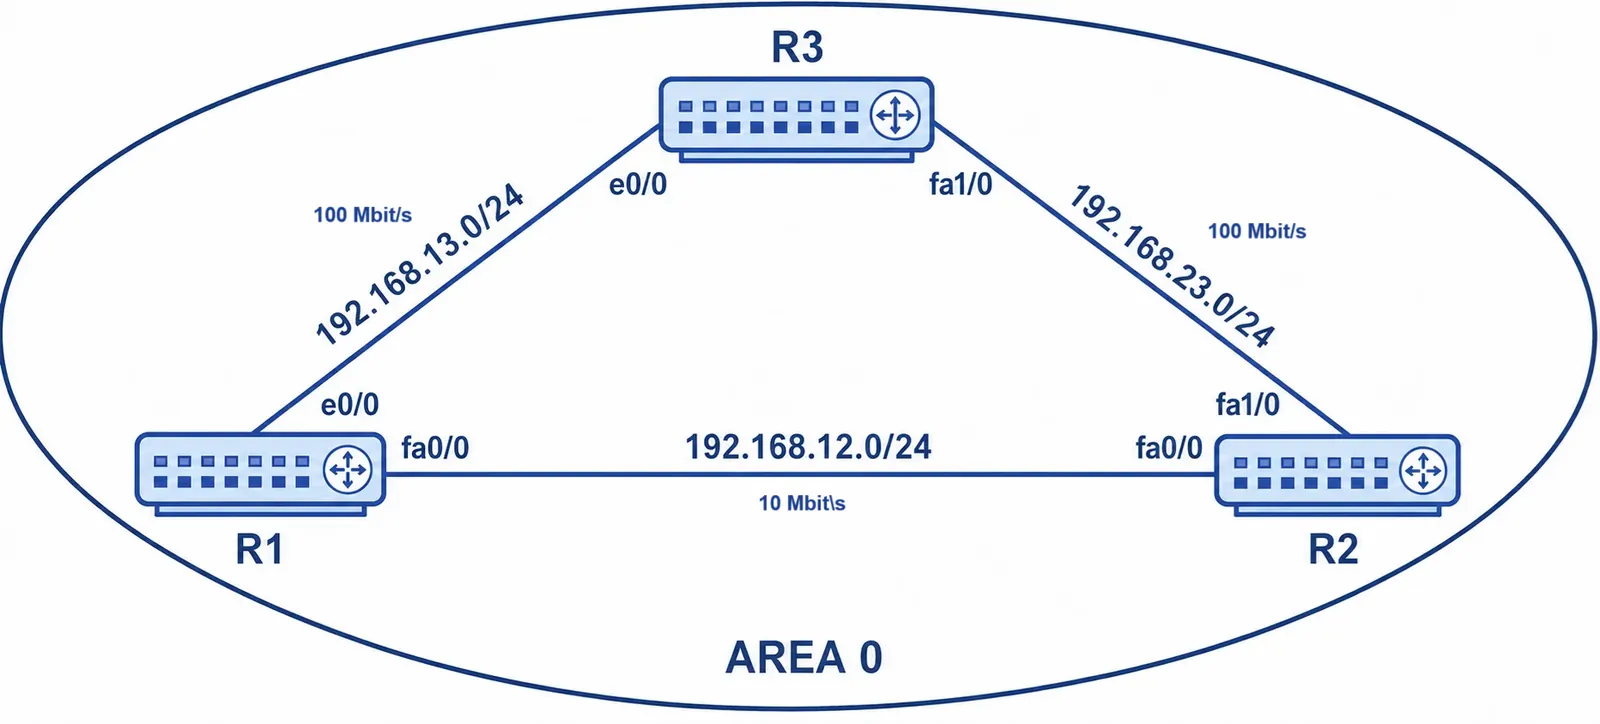 R3
e0/0
fa1/0
100 Mbit/s
192.168.13.0/24
192.168.23.0/24
100 Mbit/s
e0/0
fa1/0
fa0/0
192.168.12.0/24
fa0/0
10 Mbit\s
R1
R2
AREA 0